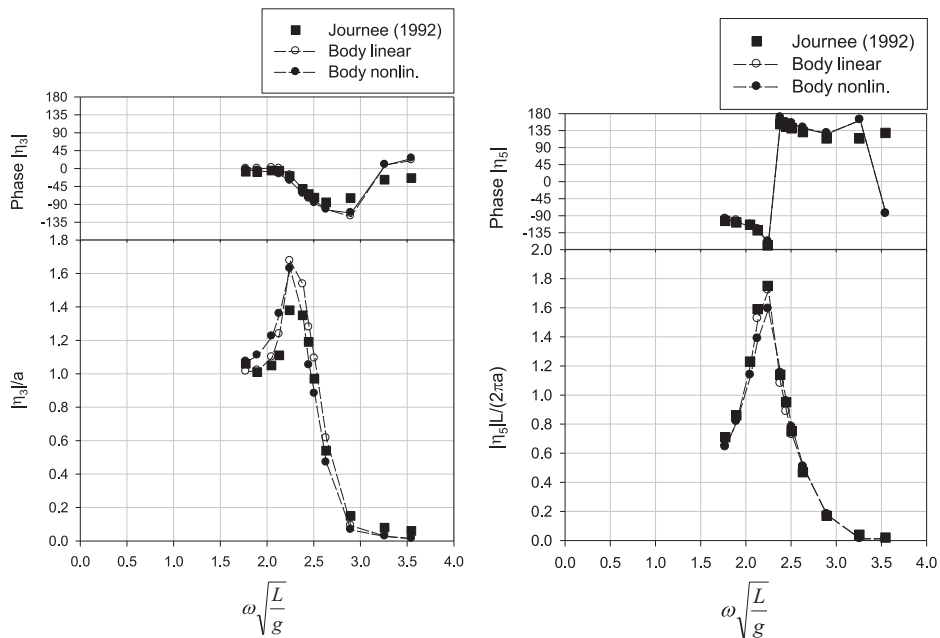 Journee (1992)
Body linear
Body nonlin.
180
135
90
45
0
-45
-90
-135
Phase |η3|
1.8
1.6
1.4
1.2
1.0
0.8
0.6
0.4
0.2
0.0
|η3|/a
0.0 0.5 1.0 1.5 2.0 2.5 3.0 3.5 4.0
ω√(L/g)
Journee (1992)
Body linear
Body nonlin.
180
135
90
45
0
-45
-90
-135
Phase |η5|
2.0
1.8
1.6
1.4
1.2
1.0
0.8
0.6
0.4
0.2
0.0
|η5|L/(2πa)
0.0 0.5 1.0 1.5 2.0 2.5 3.0 3.5 4.0
ω√(L/g)